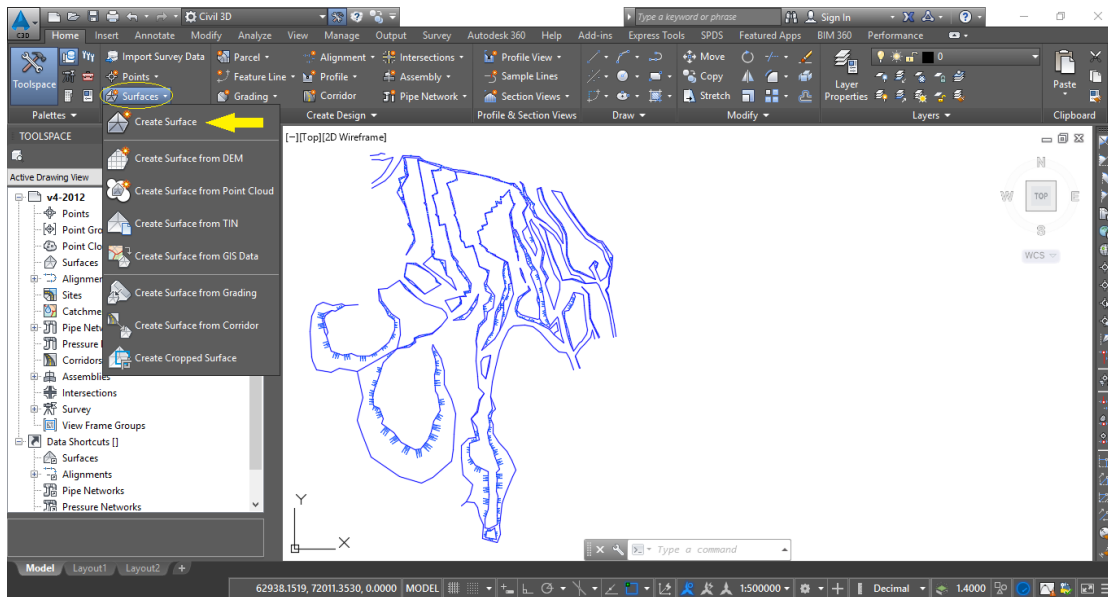 Civil 3D
Type a keyword or phrase
Sign In
C3D
Home Insert Annotate Modify Analyze View Manage Output Survey Autodesk 360 Help Add-ins Express Tools SPDS Featured Apps BIM 360 Performance
Toolspace
Import Survey Data
Points
Surfaces
Parcel
Feature Line
Grading
Alignment
Profile
Corridor
Intersections
Assembly
Pipe Network
Profile View
Sample Lines
Section Views
Move
Copy
Stretch
Layer
Properties
0
Paste
Palettes
Create Design
Profile & Section Views
Draw
Modify
Layers
Clipboard
TOOLSPACE
Active Drawing View
v4-2012
Points
Point Gro
Point Clo
Surfaces
Alignmer
Sites
Catchme
Pipe Netv
Pressure
Corridors
Assemblies
Intersections
Survey
View Frame Groups
Data Shortcuts []
Surfaces
Alignments
Pipe Networks
Pressure Networks
Create Surface
Create Surface from DEM
Create Surface from Point Cloud
Create Surface from TIN
Create Surface from GIS Data
Create Surface from Grading
Create Surface from Corridor
Create Cropped Surface
[−][Top][2D Wireframe]
N
W TOP E
S
WCS
Y
X
Type a command
Model Layout1 Layout2 +
62938.1519, 72011.3530, 0.0000 MODEL 1:500000 Decimal 1.4000